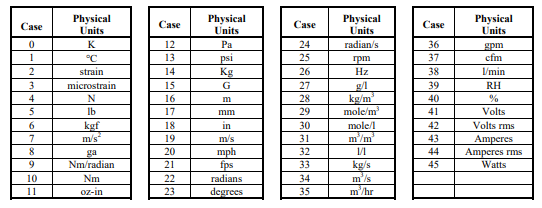 Case Physical Units
0 K
1 °C
2 strain
3 microstrain
4 N
5 lb
6 kgf
7 m/s²
8 ga
9 Nm/radian
10 Nm
11 oz-in
Case Physical Units
12 Pa
13 psi
14 Kg
15 G
16 m
17 mm
18 in
19 m/s
20 mph
21 fps
22 radians
23 degrees
Case Physical Units
24 radian/s
25 rpm
26 Hz
27 g/l
28 kg/m³
29 mole/m³
30 mole/l
31 m³/m³
32 l/l
33 kg/s
34 m³/s
35 m³/hr
Case Physical Units
36 gpm
37 cfm
38 l/min
39 RH
40 %
41 Volts
42 Volts rms
43 Amperes
44 Amperes rms
45 Watts